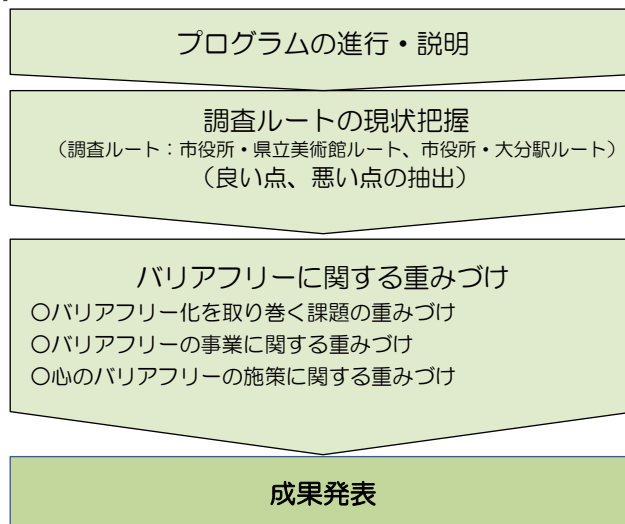 プログラムの進行・説明
調査ルートの現状把握
（調査ルート：市役所・県立美術館ルート、市役所・大分駅ルート）
（良い点、悪い点の抽出）
バリアフリーに関する重みづけ
〇バリアフリー化を取り巻く課題の重みづけ
〇バリアフリーの事業に関する重みづけ
〇心のバリアフリーの施策に関する重みづけ
成果発表